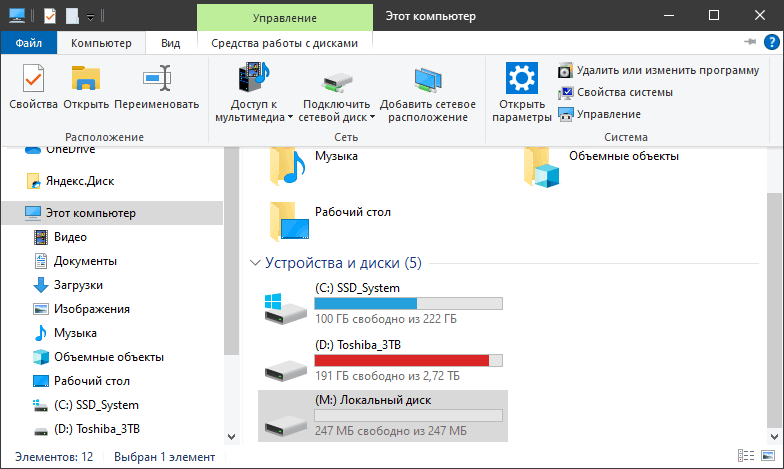 Управление
Этот компьютер
Файл
Компьютер
Вид
Средства работы с дисками
Свойства
Открыть
Переименовать
Расположение
Доступ к
мультимедиа
Подключить
сетевой диск
Добавить сетевое
расположение
Сеть
Открыть
параметры
Удалить или изменить программу
Свойства системы
Управление
Система
OneDrive
Яндекс.Диск
Этот компьютер
Видео
Документы
Загрузки
Изображения
Музыка
Объемные объекты
Рабочий стол
(C:) SSD_System
(D:) Toshiba_3TB
Музыка
Объемные объекты
Рабочий стол
Устройства и диски (5)
(C:) SSD_System
100 ГБ свободно из 222 ГБ
(D:) Toshiba_3TB
191 ГБ свободно из 2,72 ТБ
(M:) Локальный диск
247 МБ свободно из 247 МБ
Элементов: 12
Выбран 1 элемент